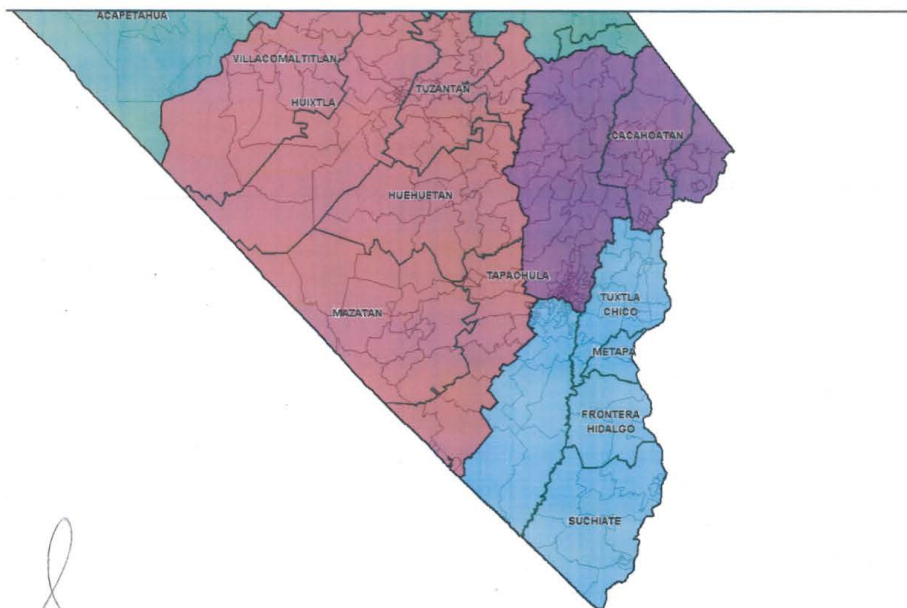 ACAPETAHUA
VILLACOMALTITLAN
TUZANTAN
HUIXTLA
CACAHOATAN
HUEHUETAN
TAPACHULA
TUXTLA
CHICO
MAZATAN
METAPA
FRONTERA
HIDALGO
SUCHIATE